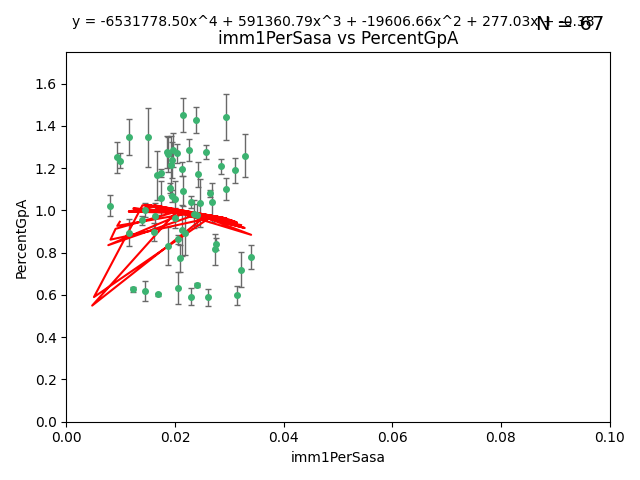 y = -6531778.50x^4 + 591360.79x^3 + -19606.66x^2 + 277.03x + -0.38
N = 67
imm1PerSasa vs PercentGpA
PercentGpA
1.6
1.4
1.2
1.0
0.8
0.6
0.4
0.2
0.0
0.00 0.02 0.04 0.06 0.08 0.10
imm1PerSasa